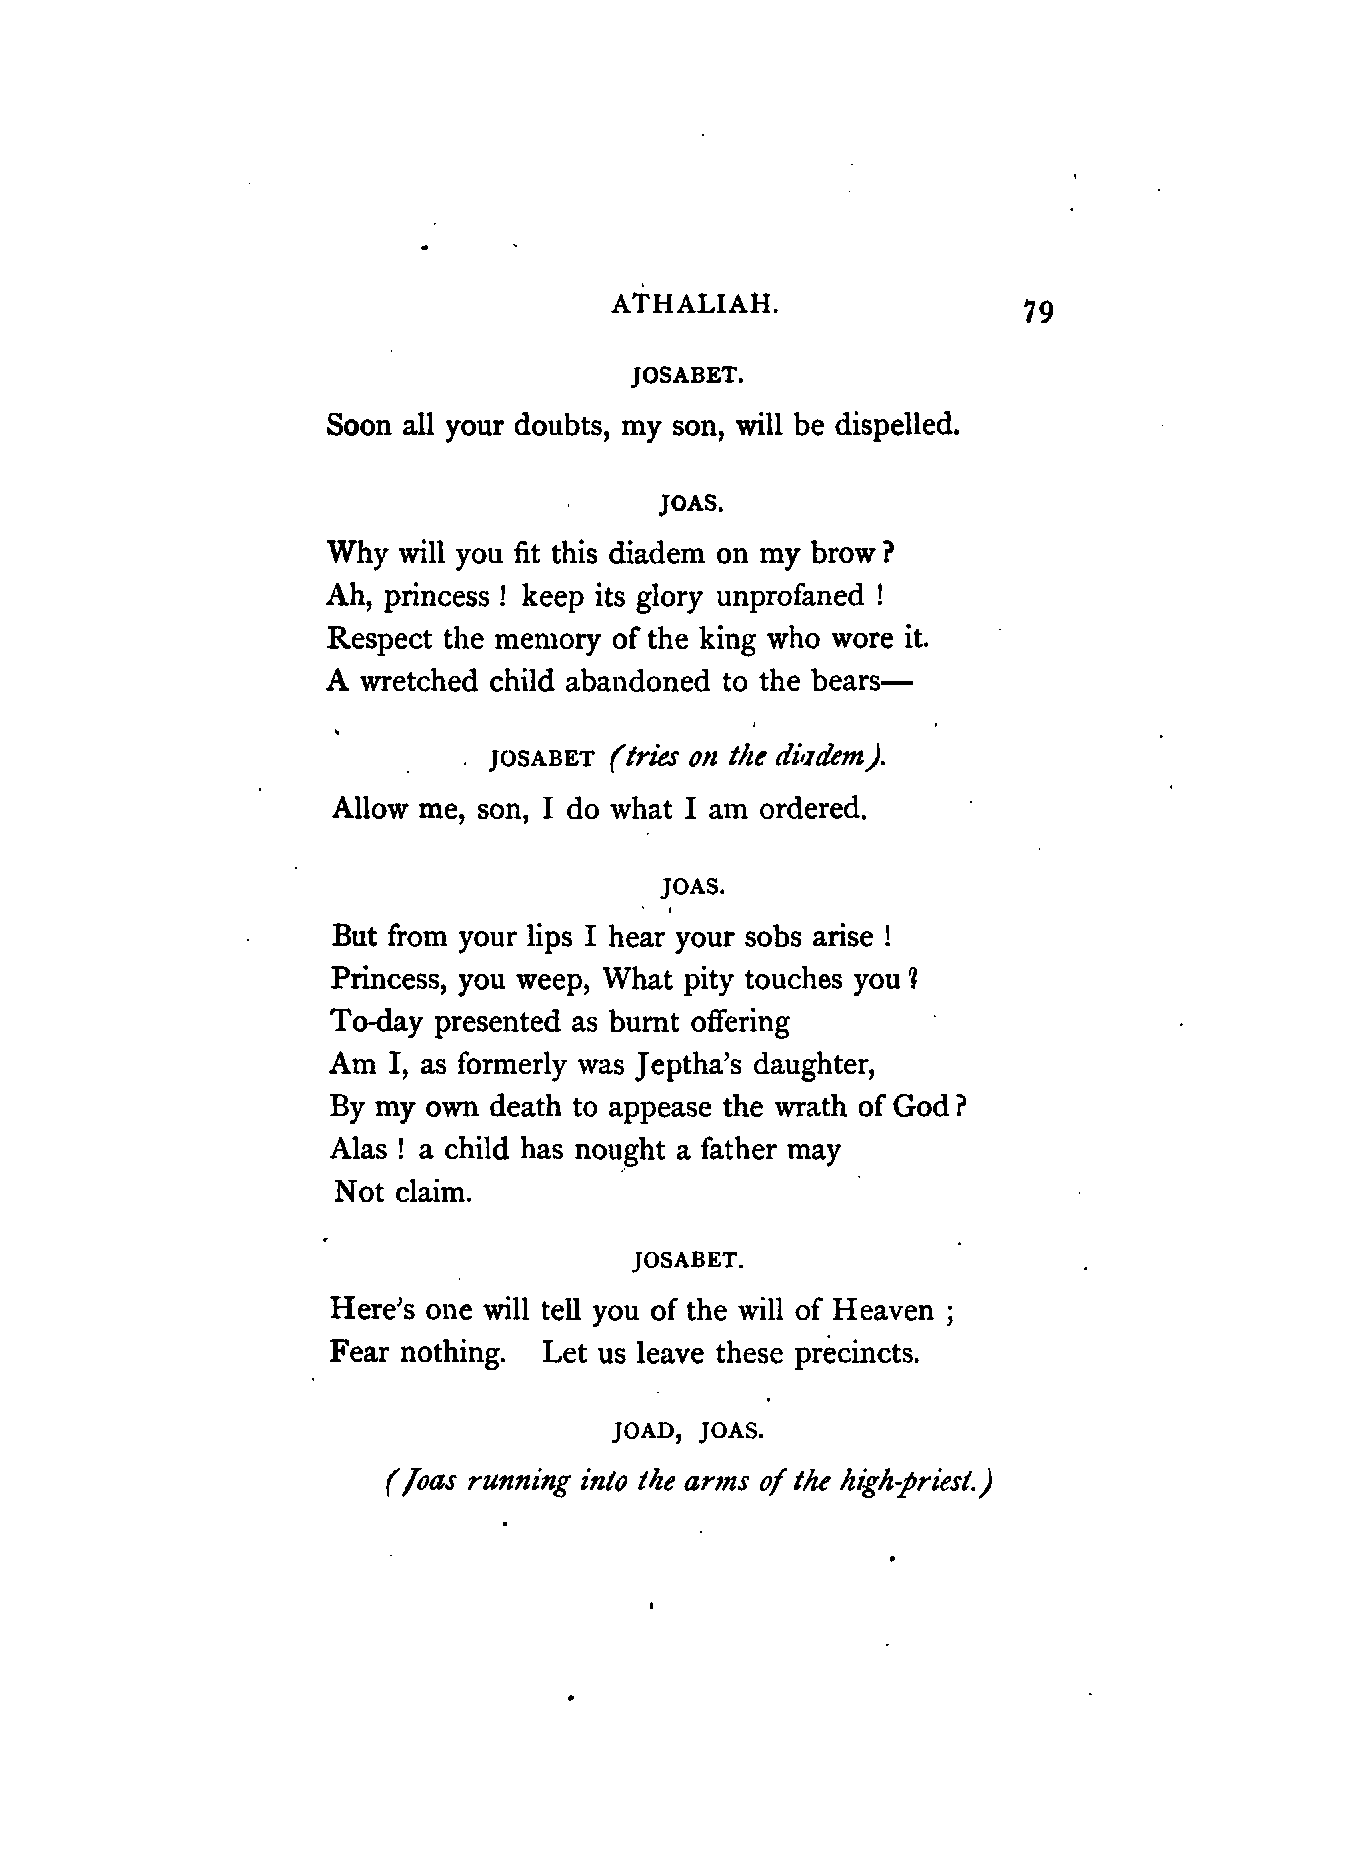 ATHALIAH. 79
JOSABET.
Soon all your doubts, my son, will be dispelled.
JOAS.
Why will you fit this diadem on my brow?
Ah, princess! keep its glory unprofaned!
Respect the memory of the king who wore it.
A wretched child abandoned to the bears—
JOSABET (tries on the diadem).
Allow me, son, I do what I am ordered.
JOAS.
But from your lips I hear your sobs arise!
Princess, you weep, What pity touches you?
To-day presented as burnt offering
Am I, as formerly was Jeptha's daughter,
By my own death to appease the wrath of God?
Alas! a child has nought a father may
Not claim.
JOSABET.
Here's one will tell you of the will of Heaven;
Fear nothing. Let us leave these precincts.
JOAD, JOAS.
(Joas running into the arms of the high-priest.)